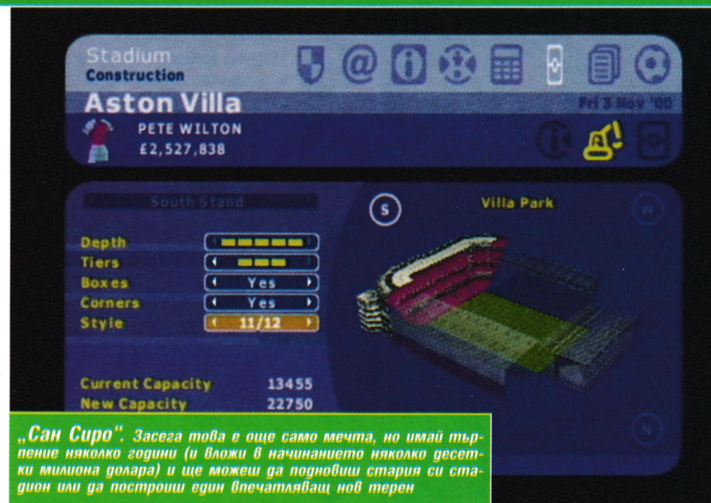 Stadium
Construction
Aston Villa
Fri 3 Nov '00
PETE WILTON
£2,527,838
South Stand
S
Villa Park
W
Depth
Tiers
Boxes Yes
Corners Yes
Style 11/12
Current Capacity 13455
New Capacity 22750
N
„Сан Сиро“. Засега това е още само мечта, но имай тър-
пение няколко години (и вложи в начинанието няколко десет-
ки милиона долара) и ще можеш да подновиш стария си ста-
дион или да построиш един впечатляващ нов терен